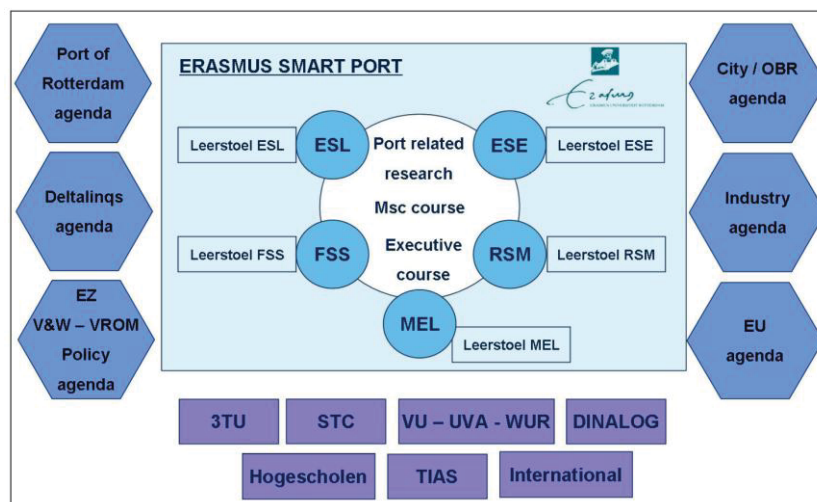 Port of
Rotterdam
agenda
Deltalinqs
agenda
EZ
V&W – VROM
Policy
agenda
ERASMUS SMART PORT
Erasmus
ESL
ESE
FSS
RSM
MEL
Leerstoel ESL
Leerstoel ESE
Leerstoel FSS
Leerstoel RSM
Leerstoel MEL
Port related
research
Msc course
Executive
course
City / OBR
agenda
Industry
agenda
EU
agenda
3TU
STC
VU – UVA - WUR
DINALOG
Hogescholen
TIAS
International